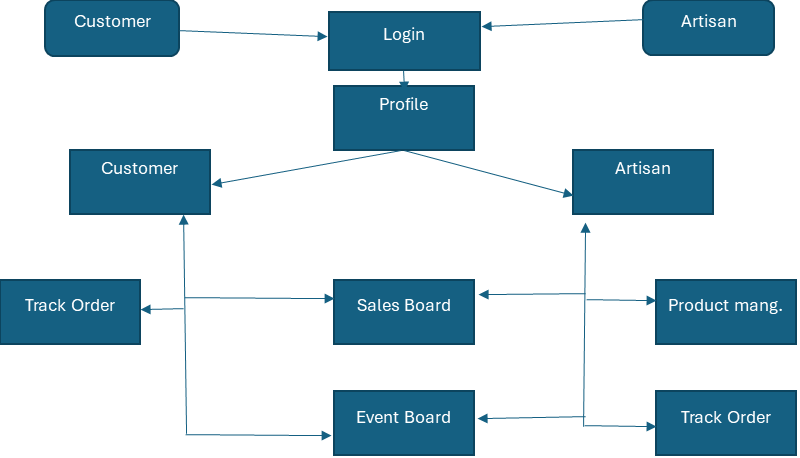 Customer
Login
Artisan
Profile
Customer
Artisan
Track Order
Sales Board
Product mang.
Event Board
Track Order